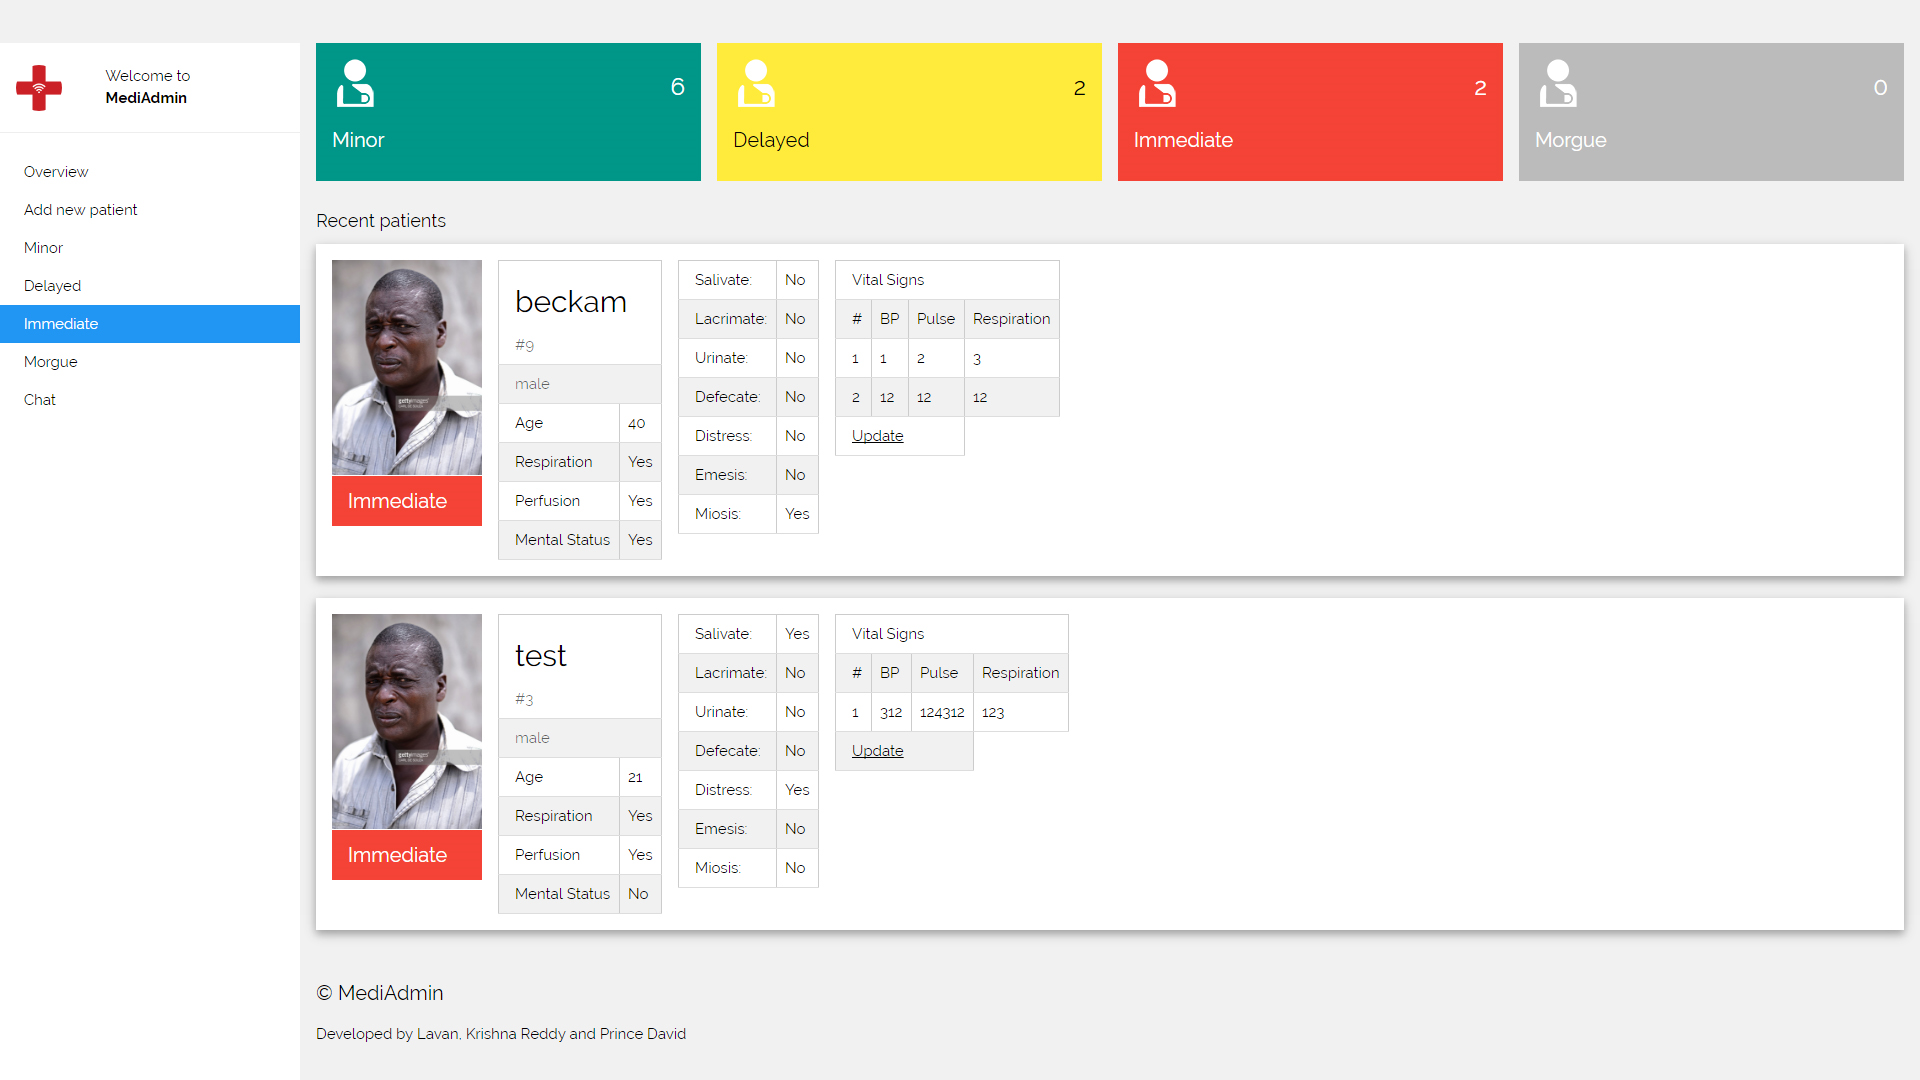 Welcome to
MediAdmin
Overview
Add new patient
Minor
Delayed
Immediate
Morgue
Chat
6
Minor
2
Delayed
2
Immediate
0
Morgue
Recent patients
gettyimages
Immediate
beckam
#9
male
Age 40
Respiration Yes
Perfusion Yes
Mental Status Yes
Salivate: No
Lacrimate: No
Urinate: No
Defecate: No
Distress: No
Emesis: No
Miosis: Yes
Vital Signs
# BP Pulse Respiration
1 1 2 3
2 12 12 12
Update
gettyimages
Immediate
test
#3
male
Age 21
Respiration Yes
Perfusion Yes
Mental Status No
Salivate: Yes
Lacrimate: No
Urinate: No
Defecate: No
Distress: Yes
Emesis: No
Miosis: No
Vital Signs
# BP Pulse Respiration
1 312 124312 123
Update
© MediAdmin
Developed by Lavan, Krishna Reddy and Prince David